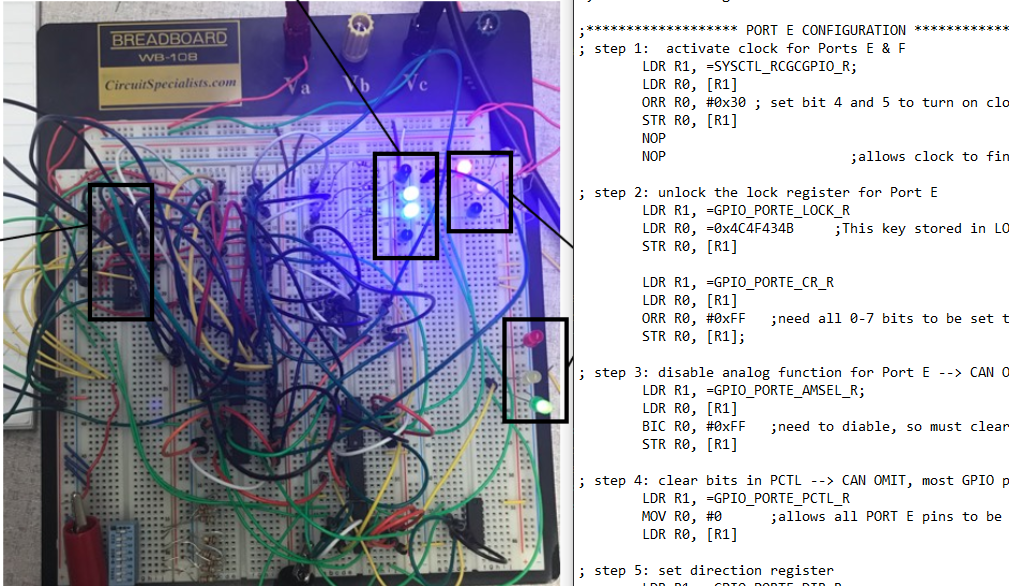 BREADBOARD
WB-108
CircuitSpecialists.com
Va
Vb
Vc
;******************* PORT E CONFIGURATION ************
; step 1:  activate clock for Ports E & F
LDR R1, =SYSCTL_RCGCGPIO_R;
LDR R0, [R1]
ORR R0, #0x30 ; set bit 4 and 5 to turn on clo
STR R0, [R1]
NOP
NOP                        ;allows clock to fin
; step 2: unlock the lock register for Port E
LDR R1, =GPIO_PORTE_LOCK_R
LDR R0, =0x4C4F434B     ;This key stored in LO
STR R0, [R1]
LDR R1, =GPIO_PORTE_CR_R
LDR R0, [R1]
ORR R0, #0xFF   ;need all 0-7 bits to be set t
STR R0, [R1];
; step 3: disable analog function for Port E --> CAN O
LDR R1, =GPIO_PORTE_AMSEL_R;
LDR R0, [R1]
BIC R0, #0xFF   ;need to diable, so must clear
STR R0, [R1]
; step 4: clear bits in PCTL --> CAN OMIT, most GPIO p
LDR R1, =GPIO_PORTE_PCTL_R
MOV R0, #0      ;allows all PORT E pins to be
LDR R0, [R1]
; step 5: set direction register
LDR R1, =GPIO_PORTE_DIR_R